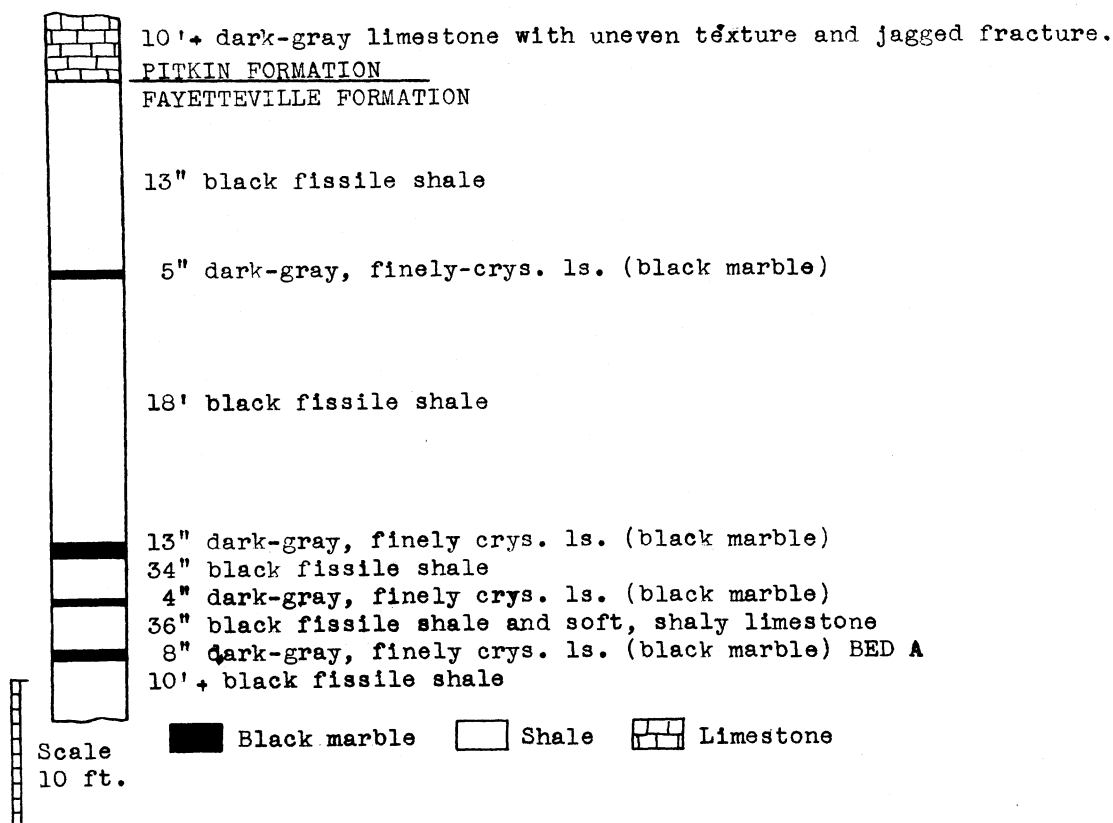 10'+ dark-gray limestone with uneven texture and jagged fracture.
PITKIN FORMATION
FAYETTEVILLE FORMATION
13" black fissile shale
5" dark-gray, finely-crys. ls. (black marble)
18' black fissile shale
13" dark-gray, finely crys. ls. (black marble)
34" black fissile shale
4" dark-gray, finely crys. ls. (black marble)
36" black fissile shale and soft, shaly limestone
8" dark-gray, finely crys. ls. (black marble) BED A
10'+ black fissile shale
Black marble Shale Limestone
Scale
10 ft.